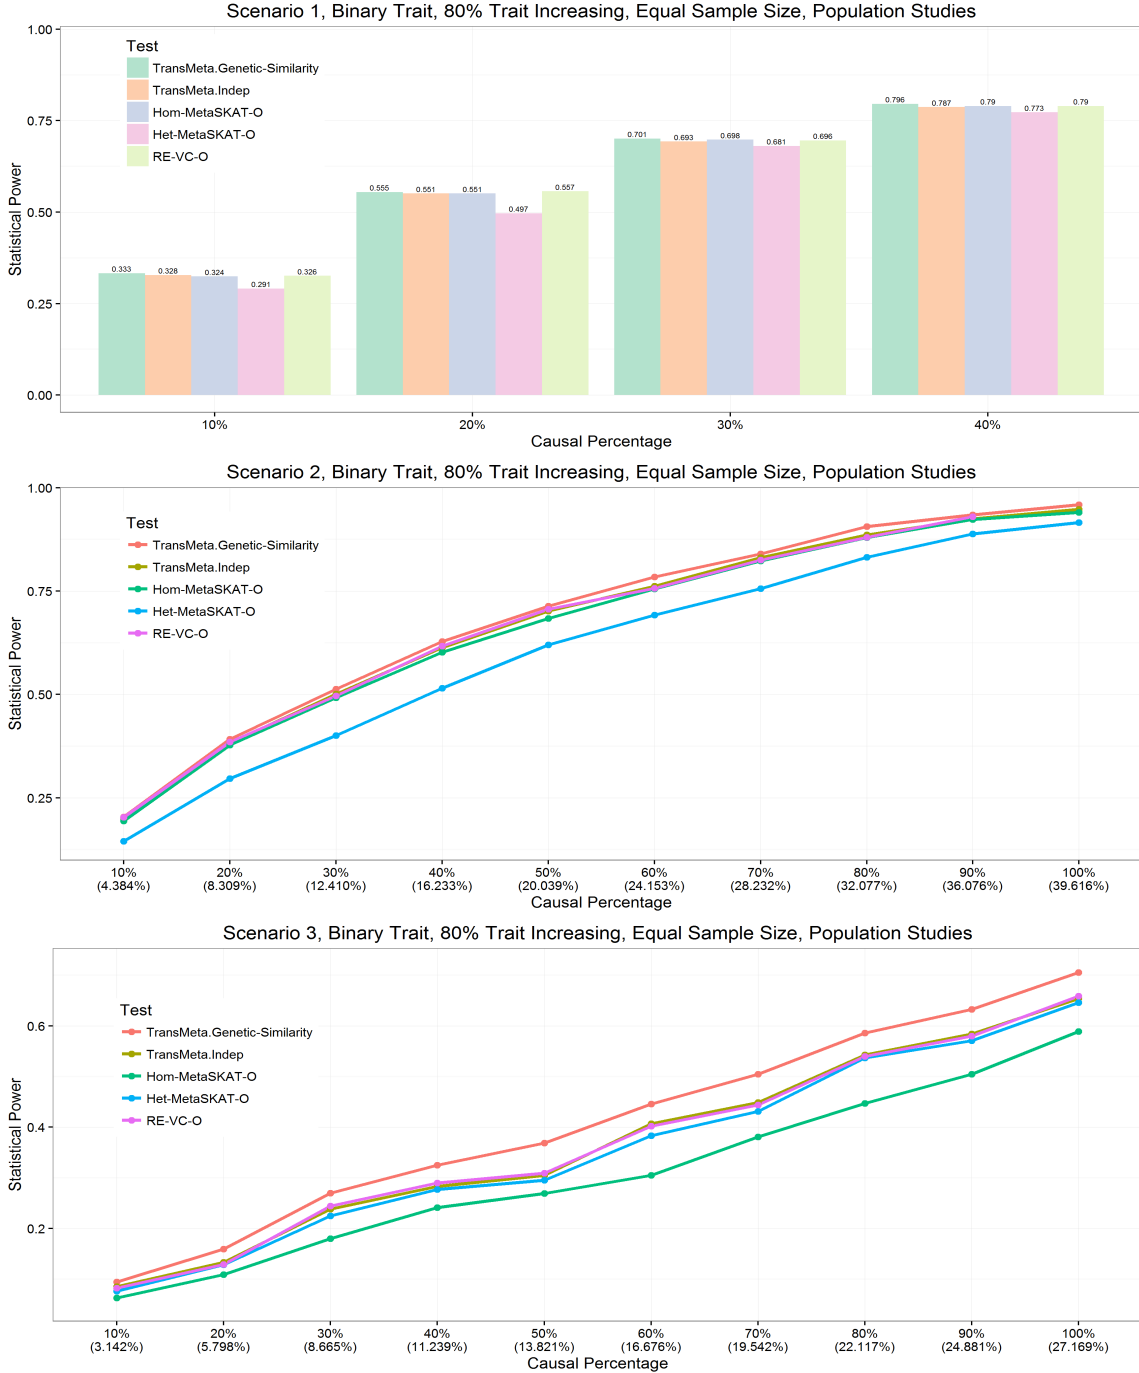 Scenario 1, Binary Trait, 80% Trait Increasing, Equal Sample Size, Population Studies
1.00
0.75
0.50
0.25
0.00
Statistical Power
Test
TransMeta.Genetic-Similarity
TransMeta.Indep
Hom-MetaSKAT-O
Het-MetaSKAT-O
RE-VC-O
0.333 0.328 0.324 0.291 0.326
0.555 0.551 0.551 0.497 0.557
0.701 0.693 0.698 0.681 0.696
0.796 0.787 0.79 0.773 0.79
10% 20% 30% 40%
Causal Percentage
Scenario 2, Binary Trait, 80% Trait Increasing, Equal Sample Size, Population Studies
1.00
0.75
0.50
0.25
Statistical Power
Test
TransMeta.Genetic-Similarity
TransMeta.Indep
Hom-MetaSKAT-O
Het-MetaSKAT-O
RE-VC-O
10% 20% 30% 40% 50% 60% 70% 80% 90% 100%
(4.384%) (8.309%) (12.410%) (16.233%) (20.039%) (24.153%) (28.232%) (32.077%) (36.076%) (39.616%)
Causal Percentage
Scenario 3, Binary Trait, 80% Trait Increasing, Equal Sample Size, Population Studies
0.6
0.4
0.2
Statistical Power
Test
TransMeta.Genetic-Similarity
TransMeta.Indep
Hom-MetaSKAT-O
Het-MetaSKAT-O
RE-VC-O
10% 20% 30% 40% 50% 60% 70% 80% 90% 100%
(3.142%) (5.798%) (8.665%) (11.239%) (13.821%) (16.676%) (19.542%) (22.117%) (24.881%) (27.169%)
Causal Percentage